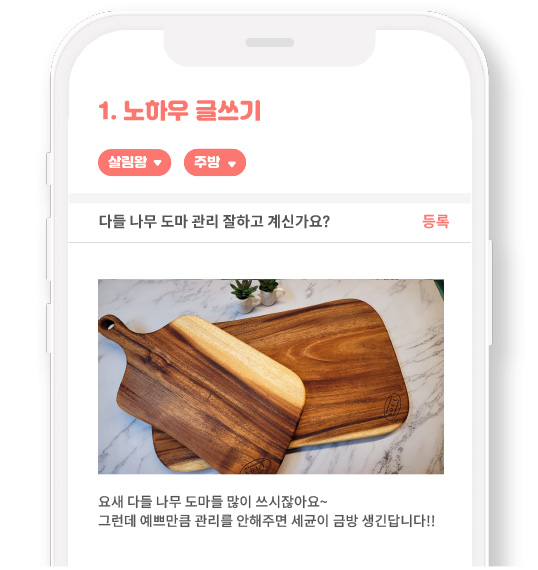 1. 노하우 글쓰기
살림왕 주방
다들 나무 도마 관리 잘하고 계신가요? 등록
요새 다들 나무 도마들 많이 쓰시잖아요~
그런데 예쁘만큼 관리를 안해주면 세균이 금방 생긴답니다!!